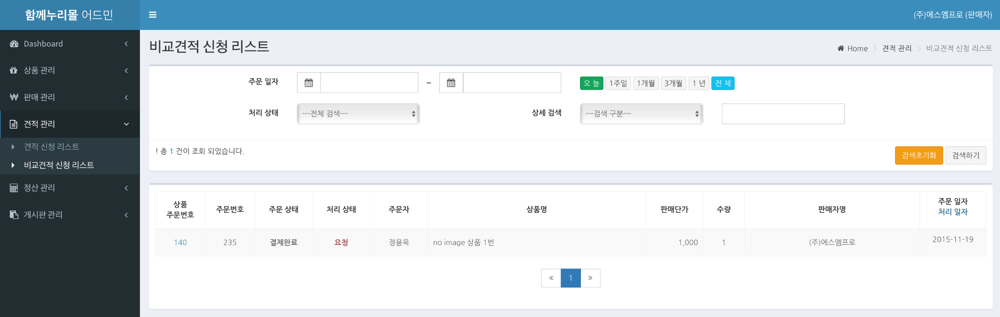 함께누리몰 어드민
(주)에스엠프로 (판매자)
Dashboard
상품 관리
₩ 판매 관리
견적 관리
견적 신청 리스트
비교견적 신청 리스트
정산 관리
게시판 관리
비교견적 신청 리스트
Home > 견적 관리 > 비교견적 신청 리스트
주문 일자 ~ 오 늘 1주일 1개월 3개월 1 년 전 체
처리 상태 ---전체 검색--- 상세 검색 ---검색 구분---
! 총 1 건이 조회 되었습니다.
검색초기화 검색하기
상품 주문번호 주문번호 주문 상태 처리 상태 주문자 상품명 판매단가 수량 판매자명 주문 일자 처리 일자
140 235 결제완료 요청 정용욱 no image 상품 1번 1,000 1 (주)에스엠프로 2015-11-19
« 1 »